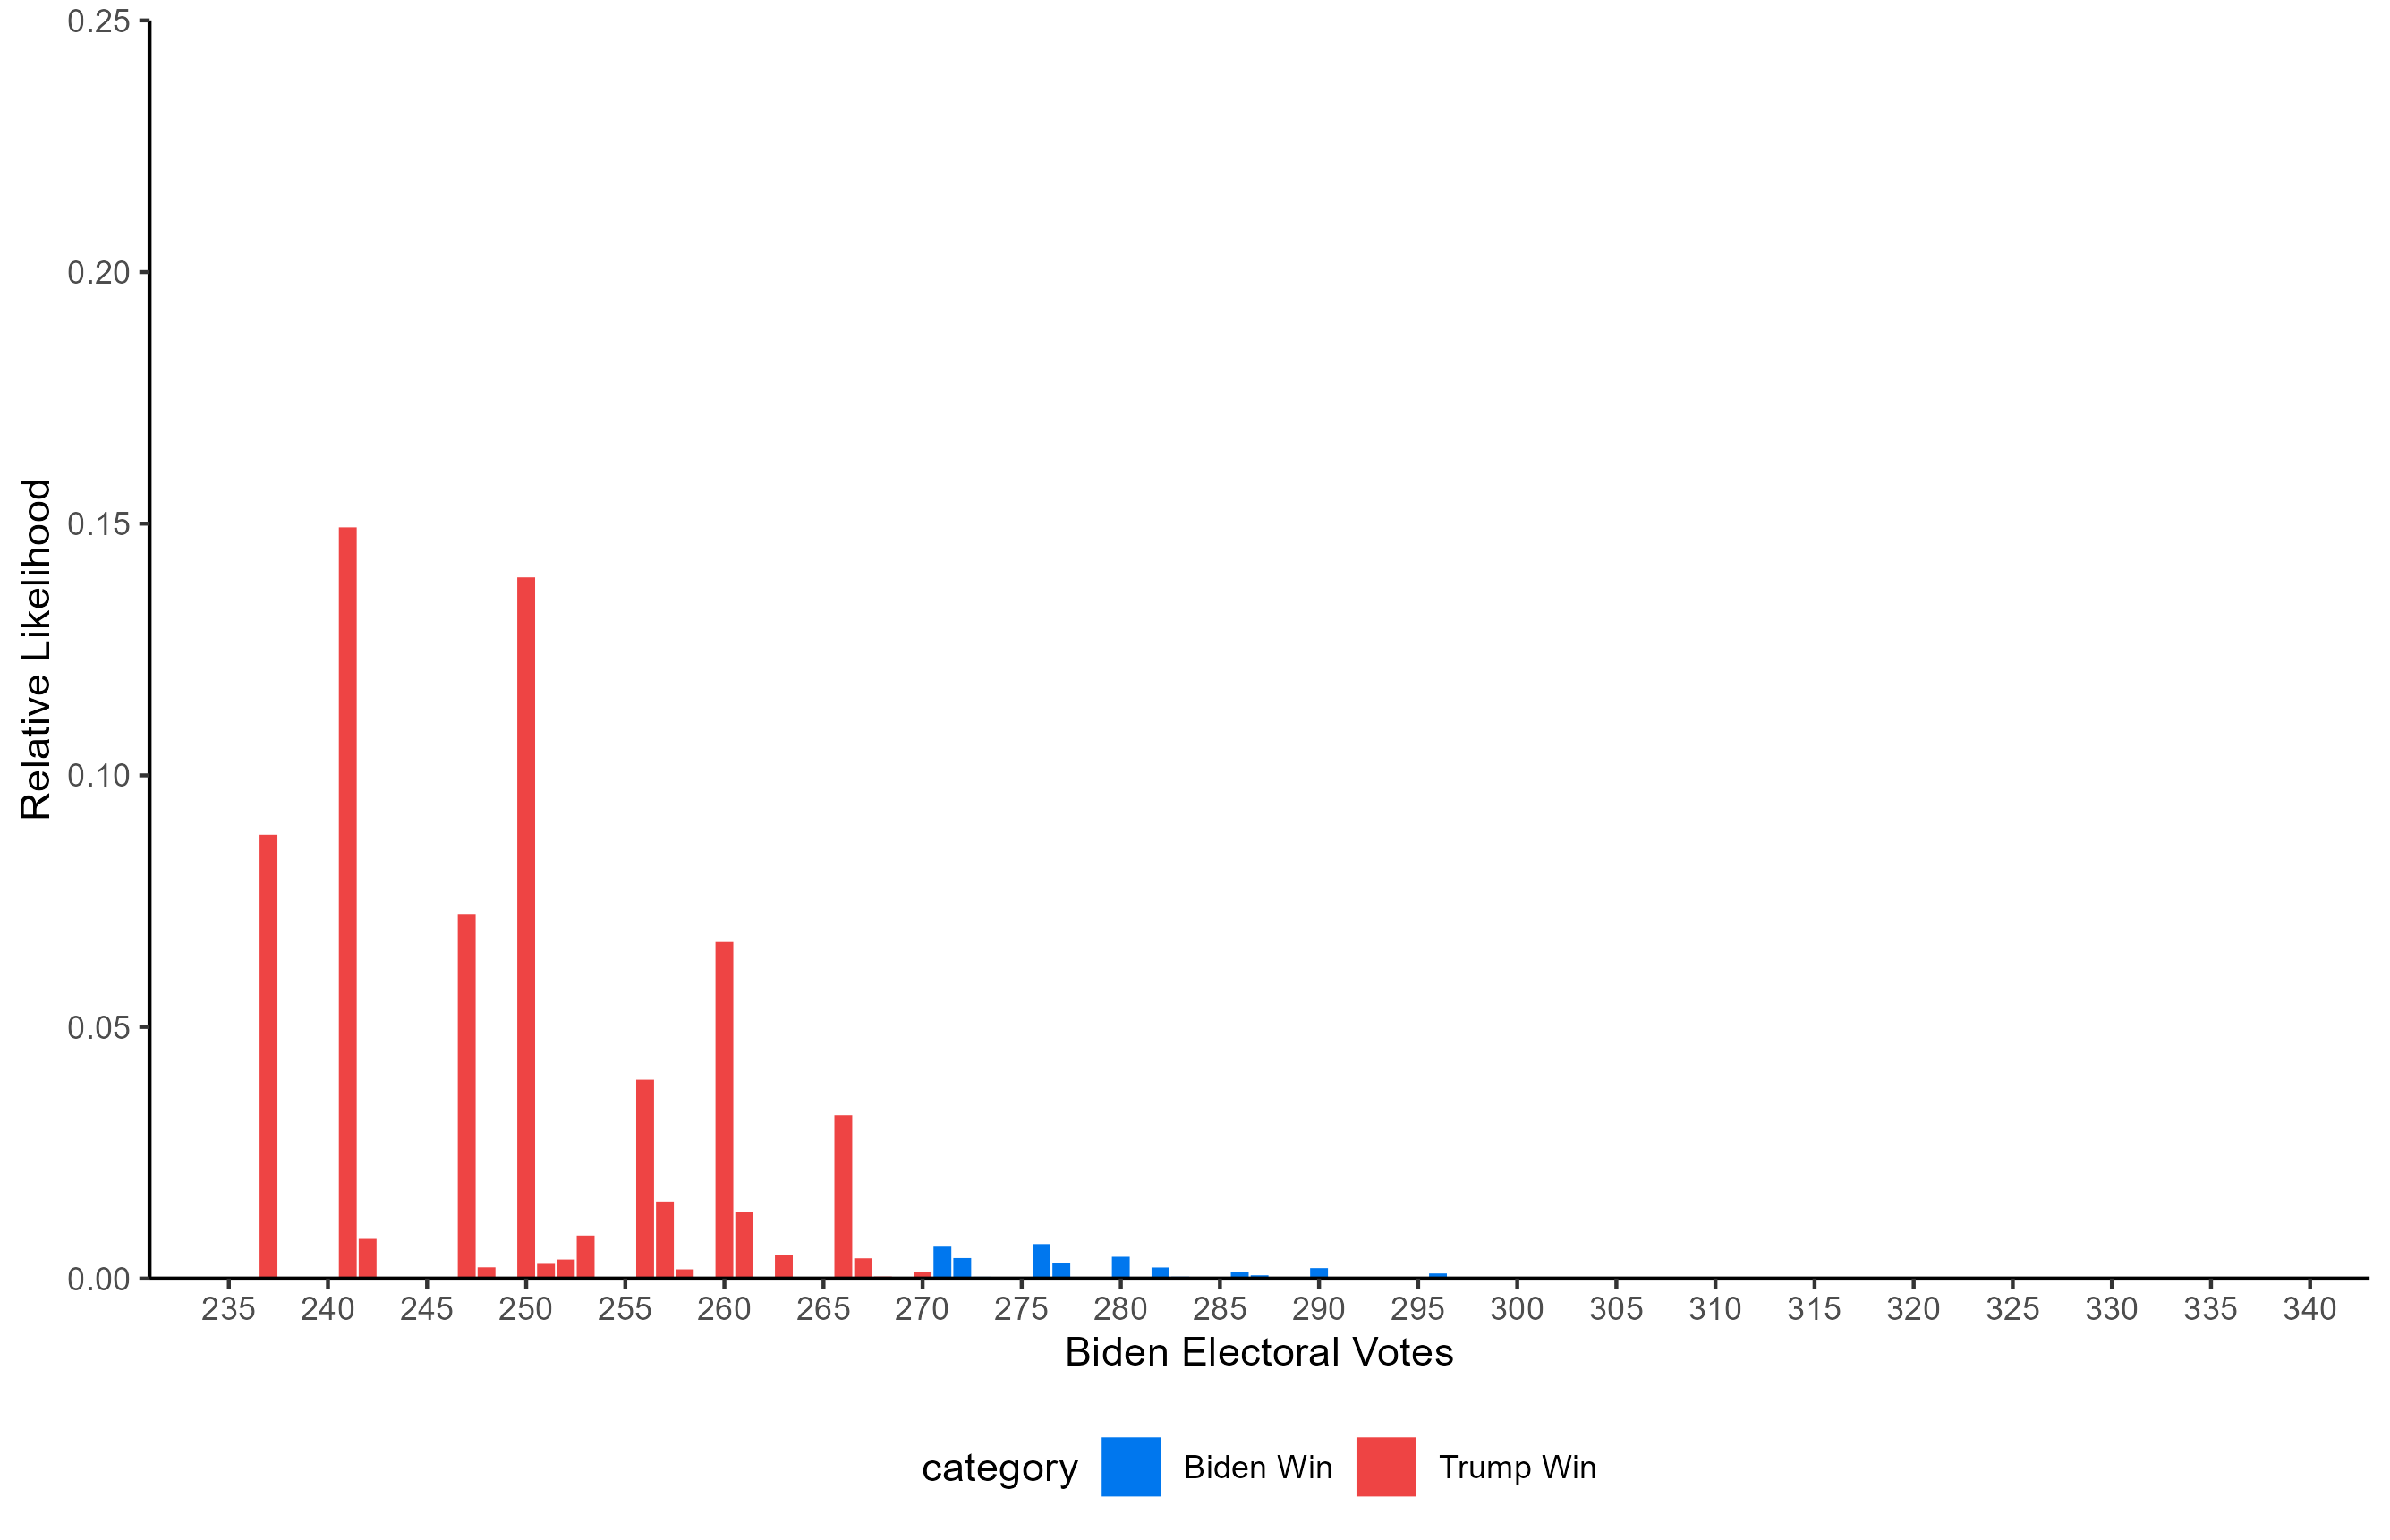 0.25
0.20
0.15
0.10
0.05
0.00
Relative Likelihood
235 240 245 250 255 260 265 270 275 280 285 290 295 300 305 310 315 320 325 330 335 340
Biden Electoral Votes
category Biden Win Trump Win